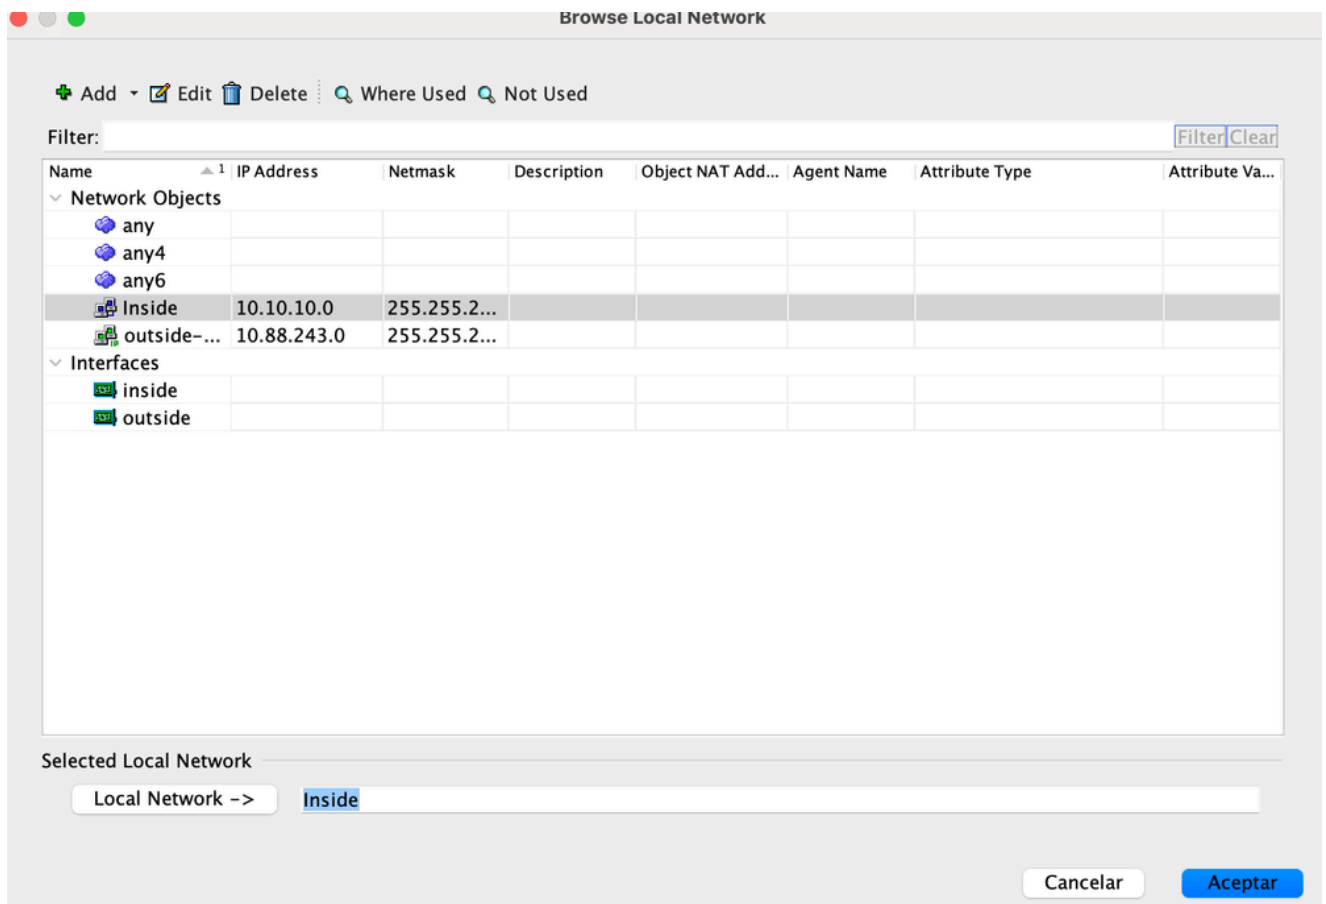 Browse Local Network
Add Edit Delete Where Used Not Used
Filter: Filter Clear
Name 1 IP Address Netmask Description Object NAT Add... Agent Name Attribute Type Attribute Va...
Network Objects
any
any4
any6
Inside 10.10.10.0 255.255.2...
outside-... 10.88.243.0 255.255.2...
Interfaces
inside
outside
Selected Local Network
Local Network -> Inside
Cancelar Aceptar